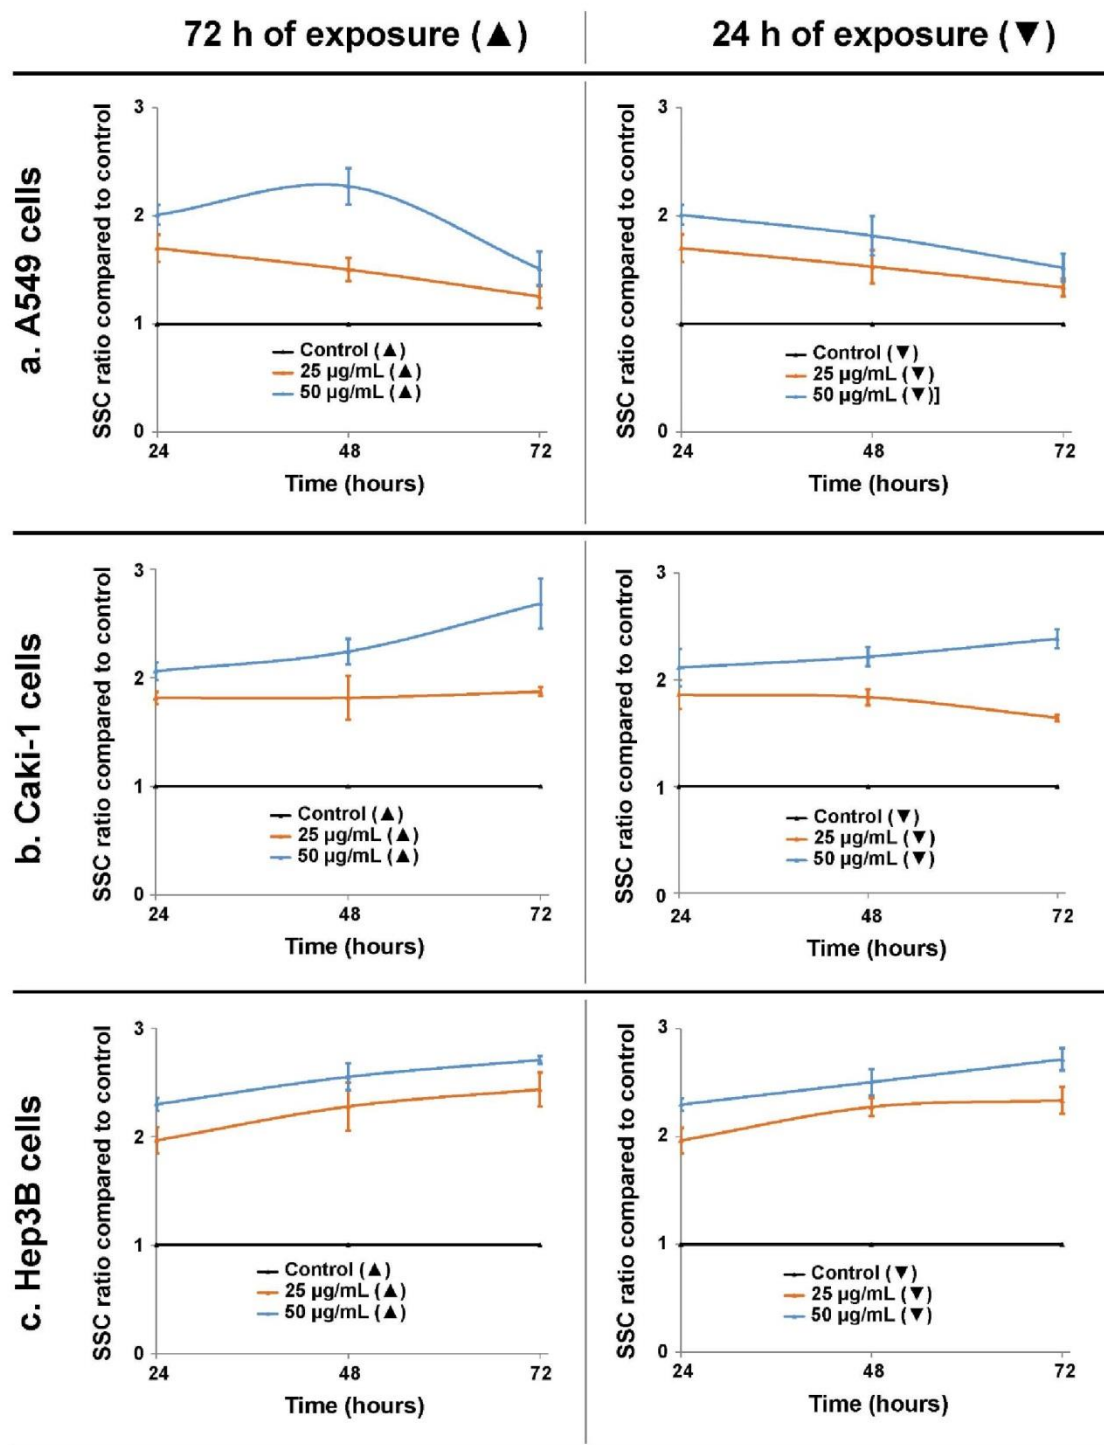 72 h of exposure (▲)
24 h of exposure (▼)
a. A549 cells
SSC ratio compared to control
3
2
1
0
Control (▲)
25 µg/mL (▲)
50 µg/mL (▲)
24
48
72
Time (hours)
SSC ratio compared to control
3
2
1
0
Control (▼)
25 µg/mL (▼)
50 µg/mL (▼)]
24
48
72
Time (hours)
b. Caki-1 cells
SSC ratio compared to control
3
2
1
0
Control (▲)
25 µg/mL (▲)
50 µg/mL (▲)
24
48
72
Time (hours)
SSC ratio compared to control
3
2
1
0
Control (▼)
25 µg/mL (▼)
50 µg/mL (▼)
24
48
72
Time (hours)
c. Hep3B cells
SSC ratio compared to control
3
2
1
0
Control (▲)
25 µg/mL (▲)
50 µg/mL (▲)
24
48
72
Time (hours)
SSC ratio compared to control
3
2
1
0
Control (▼)
25 µg/mL (▼)
50 µg/mL (▼)
24
48
72
Time (hours)